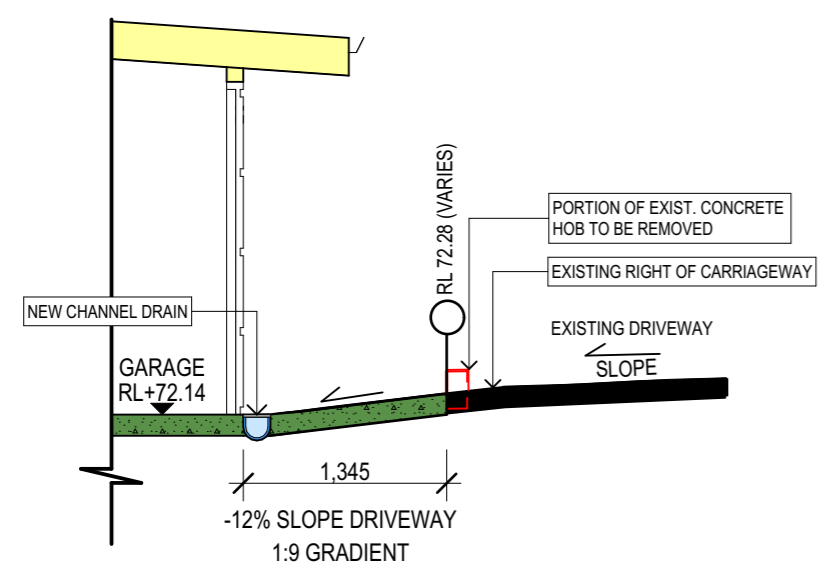 RL 72.28 (VARIES)
PORTION OF EXIST. CONCRETE
HOB TO BE REMOVED
EXISTING RIGHT OF CARRIAGEWAY
NEW CHANNEL DRAIN
EXISTING DRIVEWAY
SLOPE
GARAGE
RL+72.14
1,345
-12% SLOPE DRIVEWAY
1:9 GRADIENT